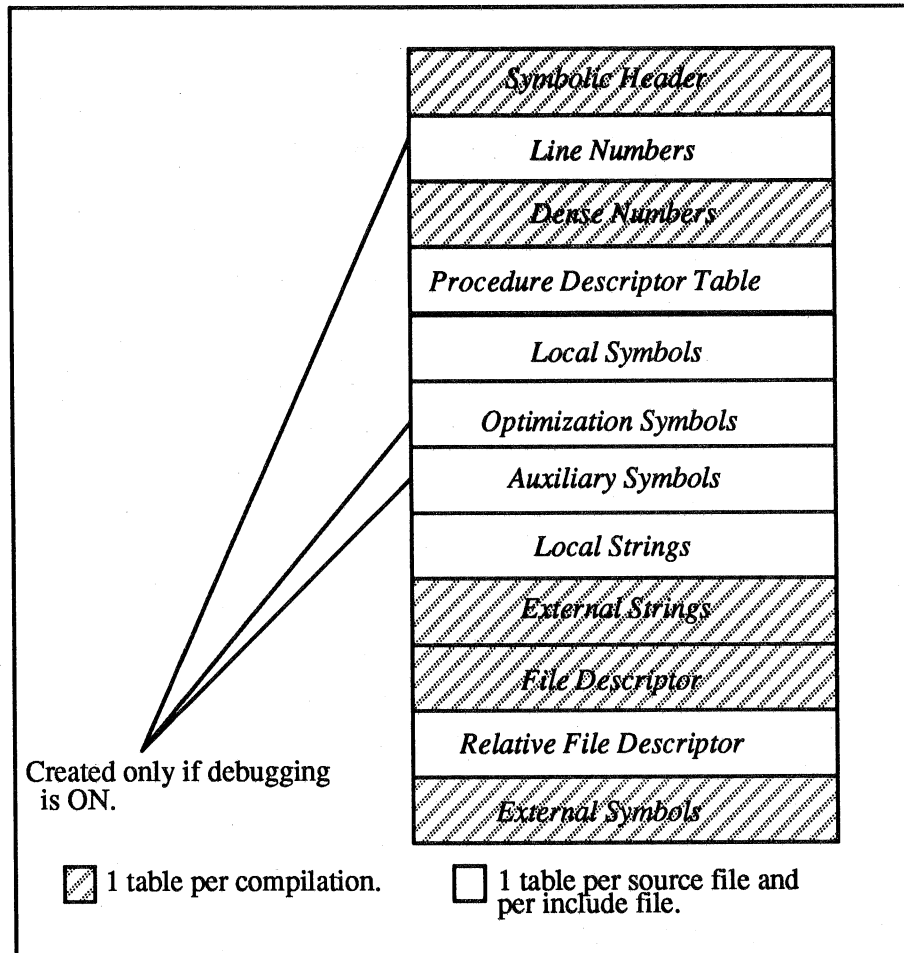 Symbolic Header
Line Numbers
Dense Numbers
Procedure Descriptor Table
Local Symbols
Optimization Symbols
Auxiliary Symbols
Local Strings
External Strings
File Descriptor
Relative File Descriptor
External Symbols
Created only if debugging
is ON.
1 table per compilation.
1 table per source file and
per include file.